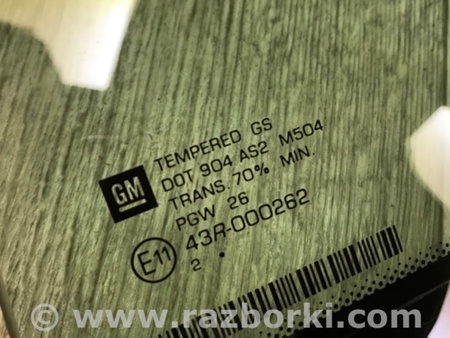 GM
TEMPERED GS
DOT 904 AS2 M504
TRANS. 70% MIN.
PGW 26
E11 43R-000262
2 •
© www.razborki.com